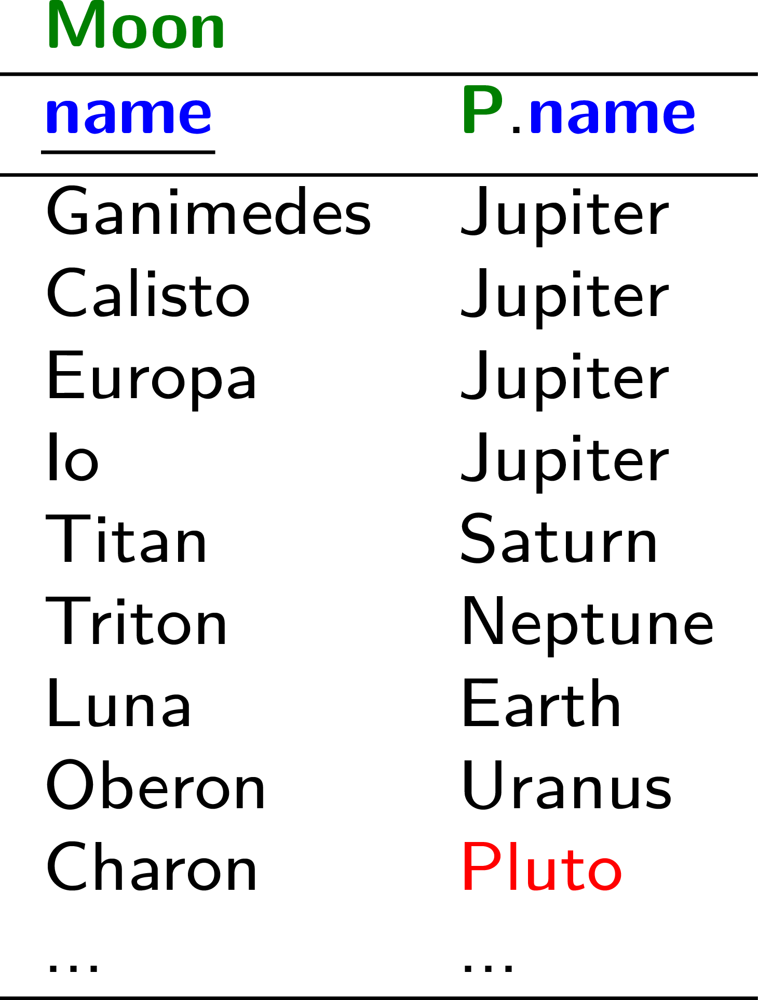 Moon
name P.name
Ganimedes Jupiter
Calisto Jupiter
Europa Jupiter
Io Jupiter
Titan Saturn
Triton Neptune
Luna Earth
Oberon Uranus
Charon Pluto
... ...